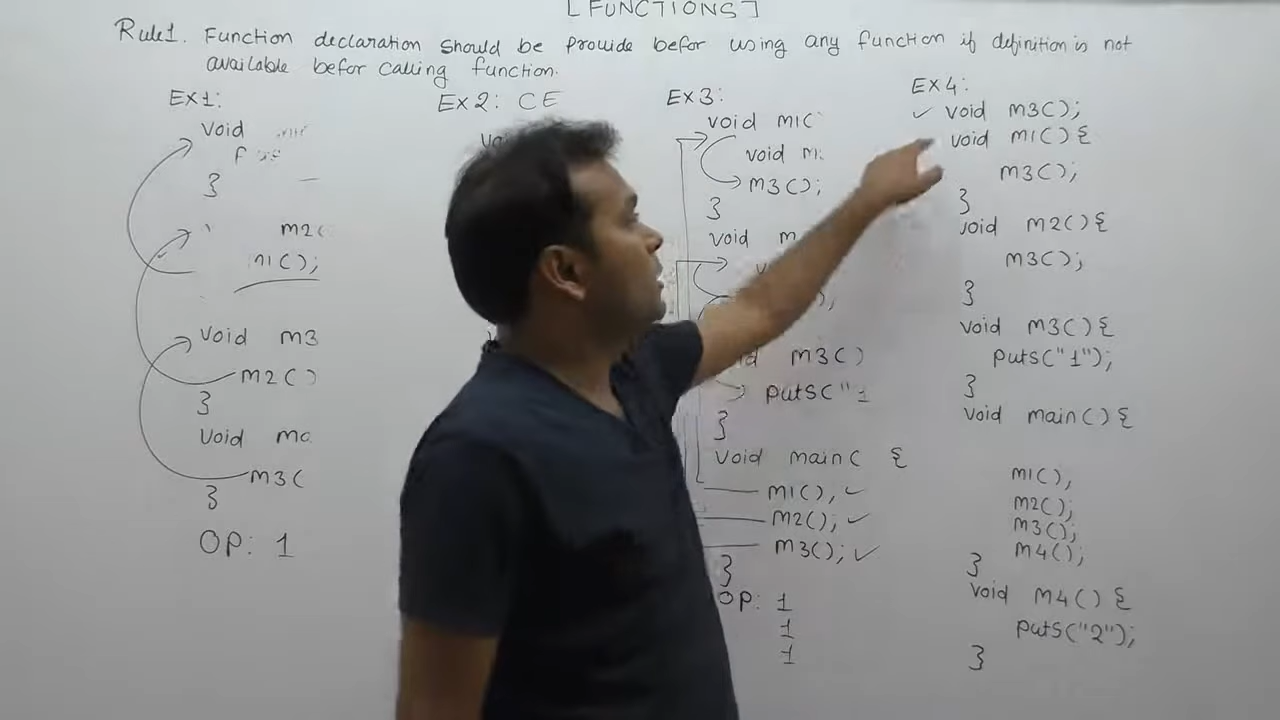 [FUNCTIONS]
Rule1. Function declaration should be provide befor using any function if definition is not
available befor calling function.
Ex1:
void
}
m2(
m1();
void m3
m2()
}
void ma
m3(
}
OP: 1
Ex2: CE
Ex3:
void m1(
void m
m3();
}
void m
void m3()
puts("1
}
void main( {
m1();
m2();
m3();
}
OP: 1
1
1
Ex4:
void m3();
void m1(){
m3();
}
void m2(){
m3();
}
void m3(){
puts("1");
}
void main(){
m1(),
m2();
m3();
m4();
}
void m4(){
puts("2");
}